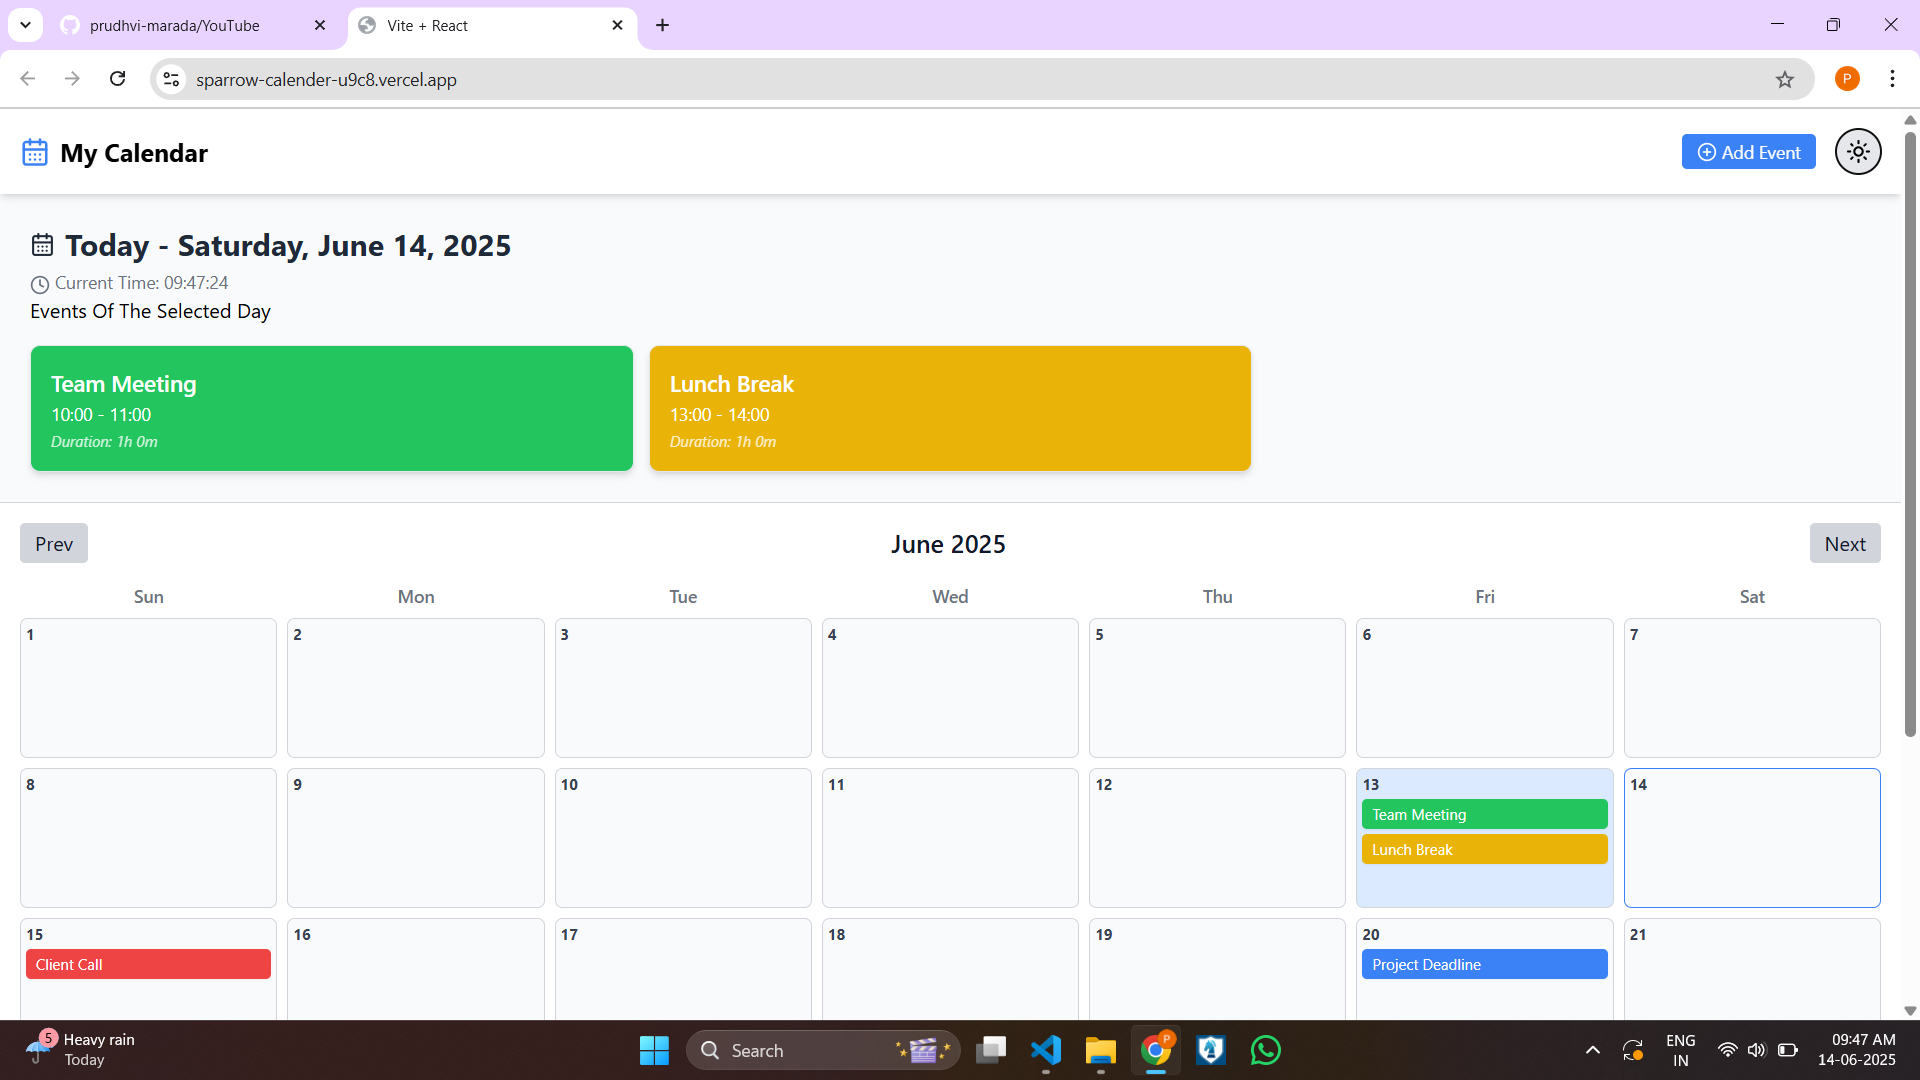 prudhvi-marada/YouTube
Vite + React
sparrow-calender-u9c8.vercel.app
P
My Calendar
Add Event
Today - Saturday, June 14, 2025
Current Time: 09:47:24
Events Of The Selected Day
Team Meeting
10:00 - 11:00
Duration: 1h 0m
Lunch Break
13:00 - 14:00
Duration: 1h 0m
Prev
June 2025
Next
Sun Mon Tue Wed Thu Fri Sat
1 2 3 4 5 6 7
8 9 10 11 12 13 14
Team Meeting
Lunch Break
15 16 17 18 19 20 21
Client Call
Project Deadline
5
Heavy rain
Today
Search
P
ENG
IN
09:47 AM
14-06-2025